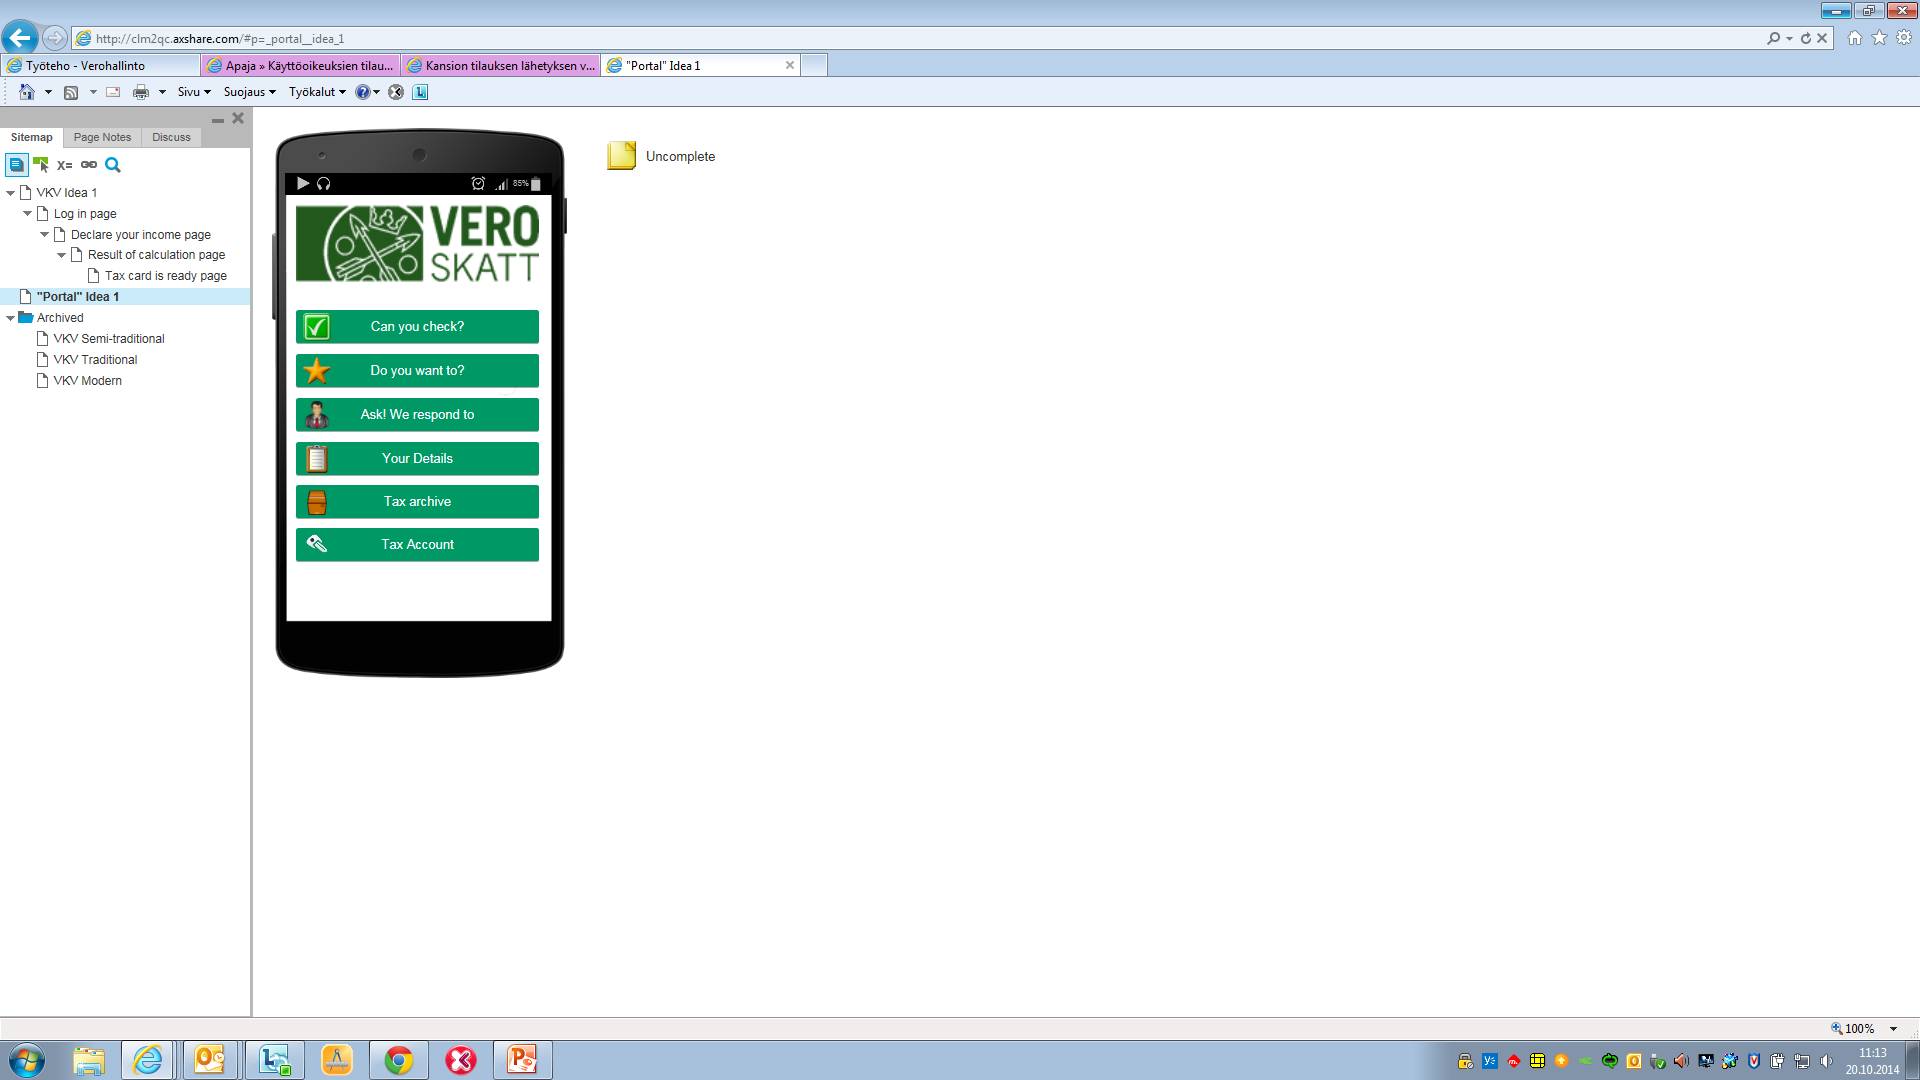 http://clm2qc.axshare.com/#p=_portal__idea_1
Työteho - Verohallinto
Apaja » Käyttöoikeuksien tilau...
Kansion tilauksen lähetyksen v...
"Portal" Idea 1
Sivu
Suojaus
Työkalut
Sitemap
Page Notes
Discuss
X=
VKV Idea 1
Log in page
Declare your income page
Result of calculation page
Tax card is ready page
"Portal" Idea 1
Archived
VKV Semi-traditional
VKV Traditional
VKV Modern
85%
VERO
SKATT
Can you check?
Do you want to?
Ask! We respond to
Your Details
Tax archive
Tax Account
Uncomplete
100%
11:13
20.10.2014